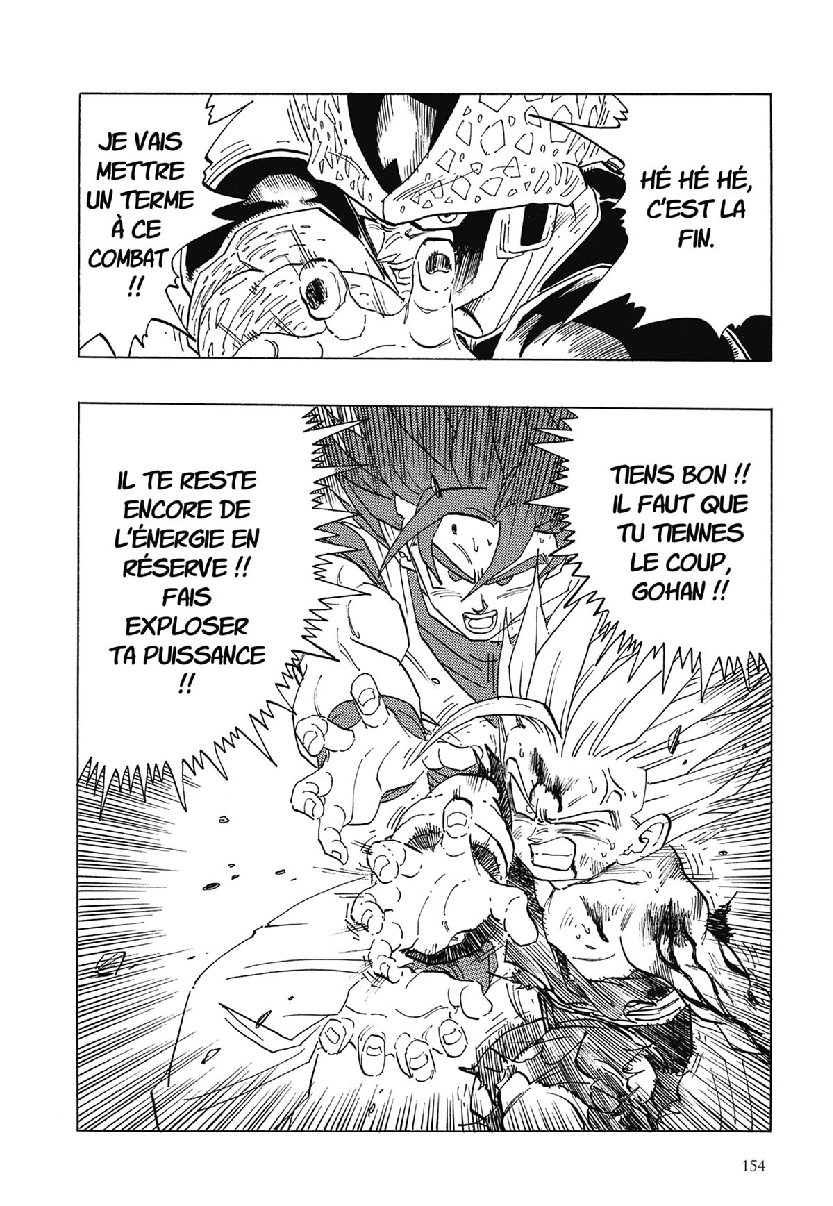 HÉ HÉ HÉ,
C'EST LA
FIN.
JE VAIS
METTRE
UN TERME
À CE
COMBAT
!!
TIENS BON !!
IL FAUT QUE
TU TIENNES
LE COUP,
GOHAN !!
IL TE RESTE
ENCORE DE
L'ÉNERGIE EN
RÉSERVE !!
FAIS
EXPLOSER
TA PUISSANCE
!!
154